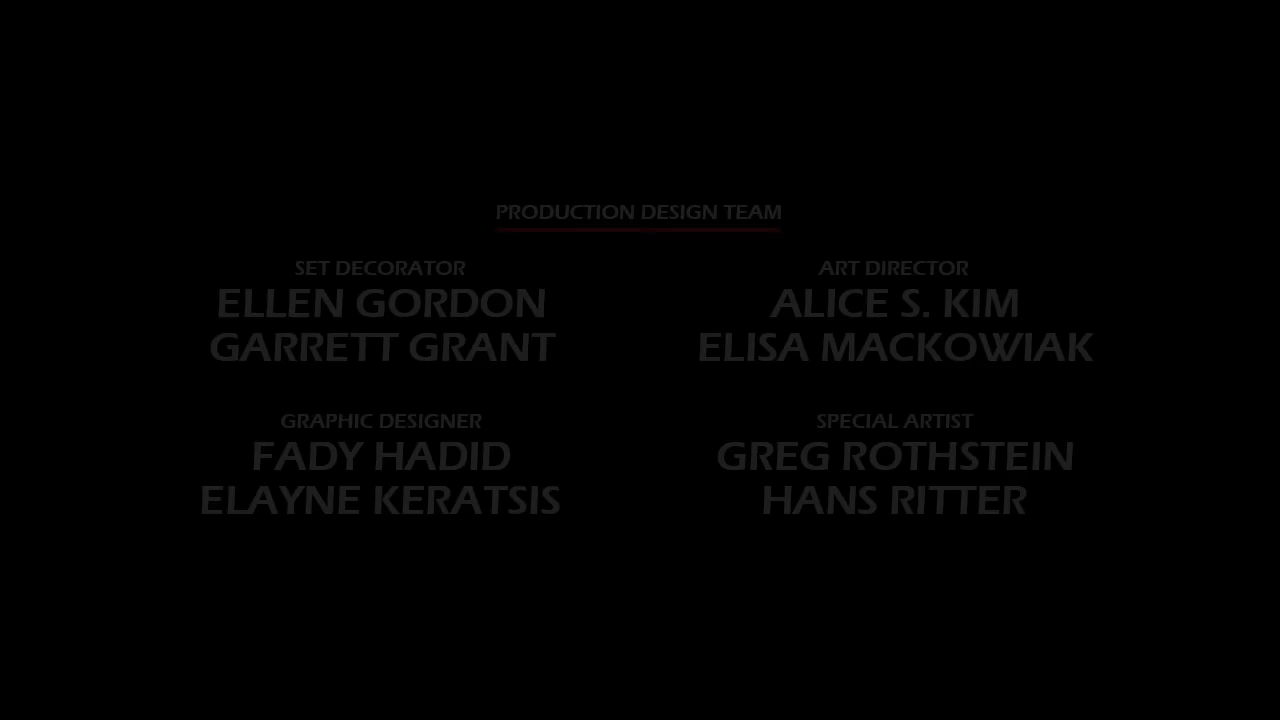 PRODUCTION DESIGN TEAM
SET DECORATOR
ELLEN GORDON
GARRETT GRANT
ART DIRECTOR
ALICE S. KIM
ELISA MACKOWIAK
GRAPHIC DESIGNER
FADY HADID
ELAYNE KERATSIS
SPECIAL ARTIST
GREG ROTHSTEIN
HANS RITTER